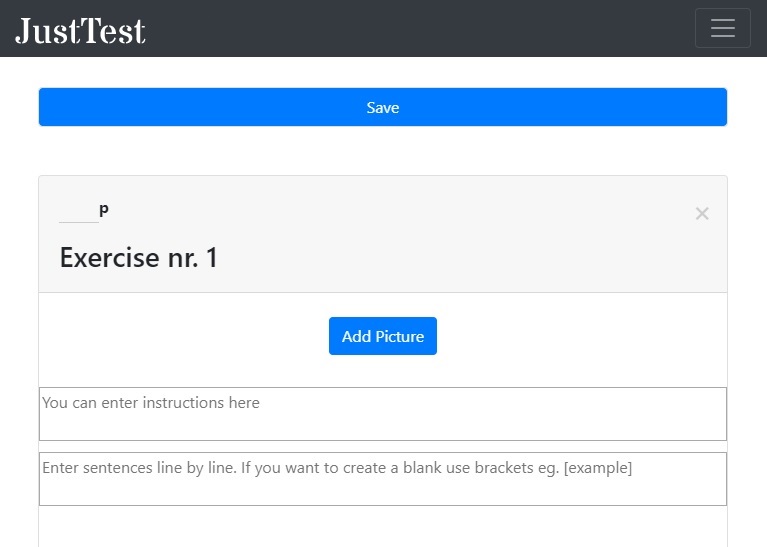 JustTest
Save
____p
×
Exercise nr. 1
Add Picture
You can enter instructions here
Enter sentences line by line. If you want to create a blank use brackets eg. [example]